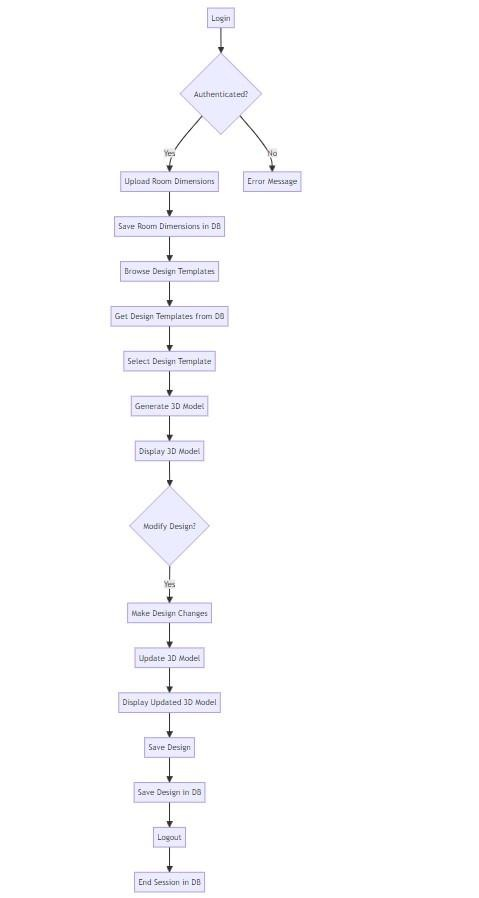 Login
Authenticated?
Yes
No
Upload Room Dimensions
Error Message
Save Room Dimensions in DB
Browse Design Templates
Get Design Templates from DB
Select Design Template
Generate 3D Model
Display 3D Model
Modify Design?
Yes
Make Design Changes
Update 3D Model
Display Updated 3D Model
Save Design
Save Design in DB
Logout
End Session in DB